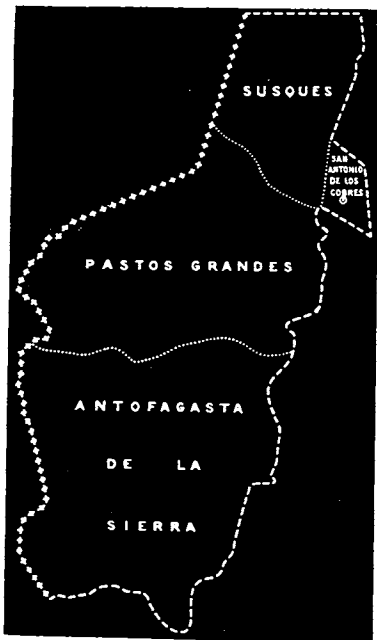 SUSQUES
SAN
ANTONIO
DE LOS
COBRES
PASTOS GRANDES
ANTOFAGASTA
DE LA
SIERRA